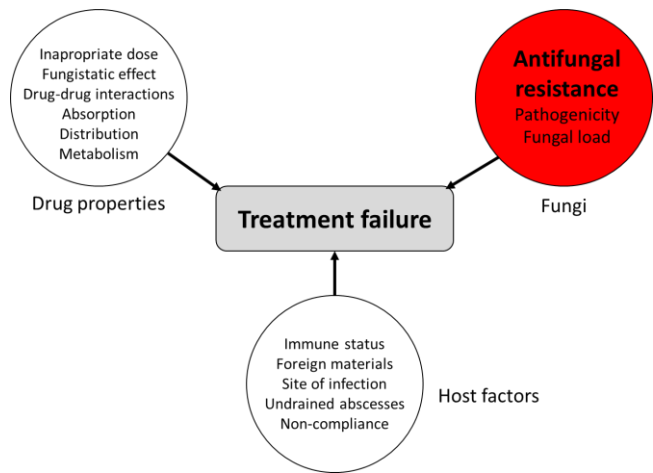 Inapropriate dose
Fungistatic effect
Drug-drug interactions
Absorption
Distribution
Metabolism
Drug properties
Antifungal
resistance
Pathogenicity
Fungal load
Fungi
Treatment failure
Immune status
Foreign materials
Site of infection
Undrained abscesses
Non-compliance
Host factors